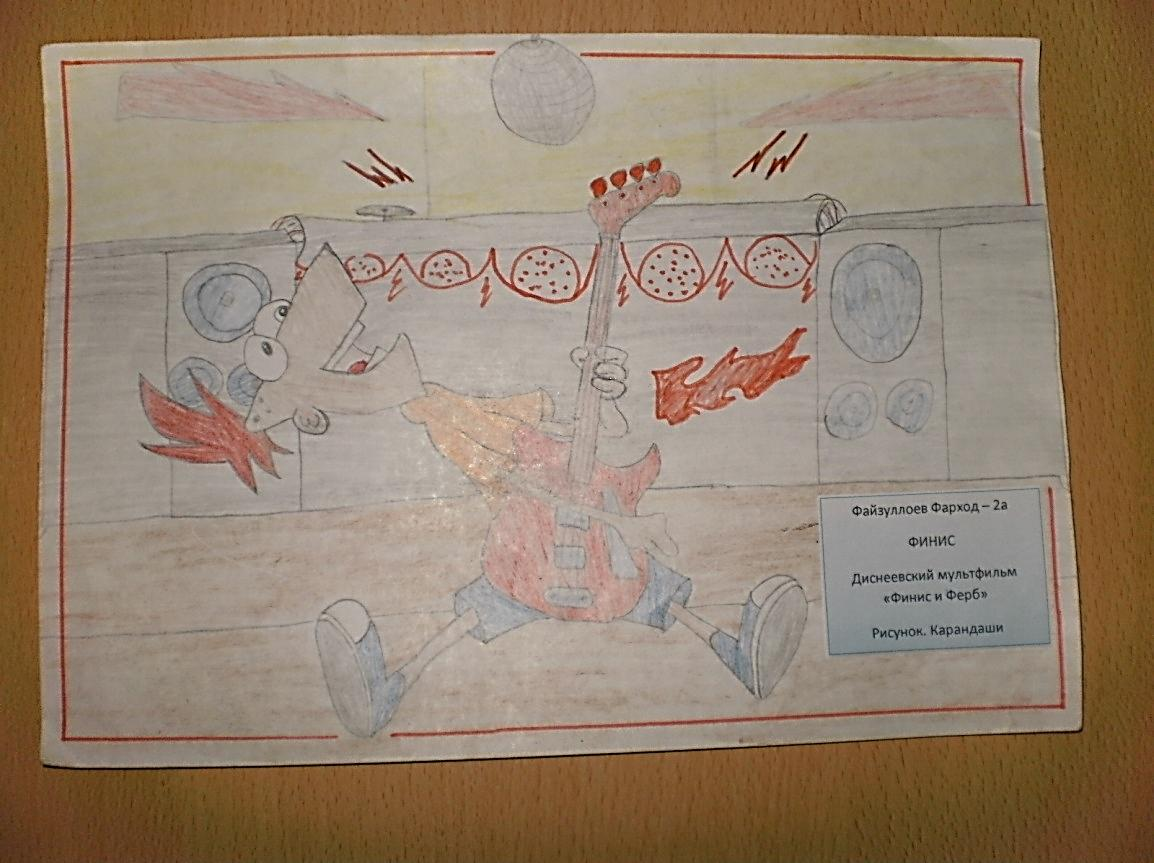 Файзуллоев Фарход – 2а
ФИНИС
Диснеевский мультфильм
«Финис и Ферб»
Рисунок. Карандаши